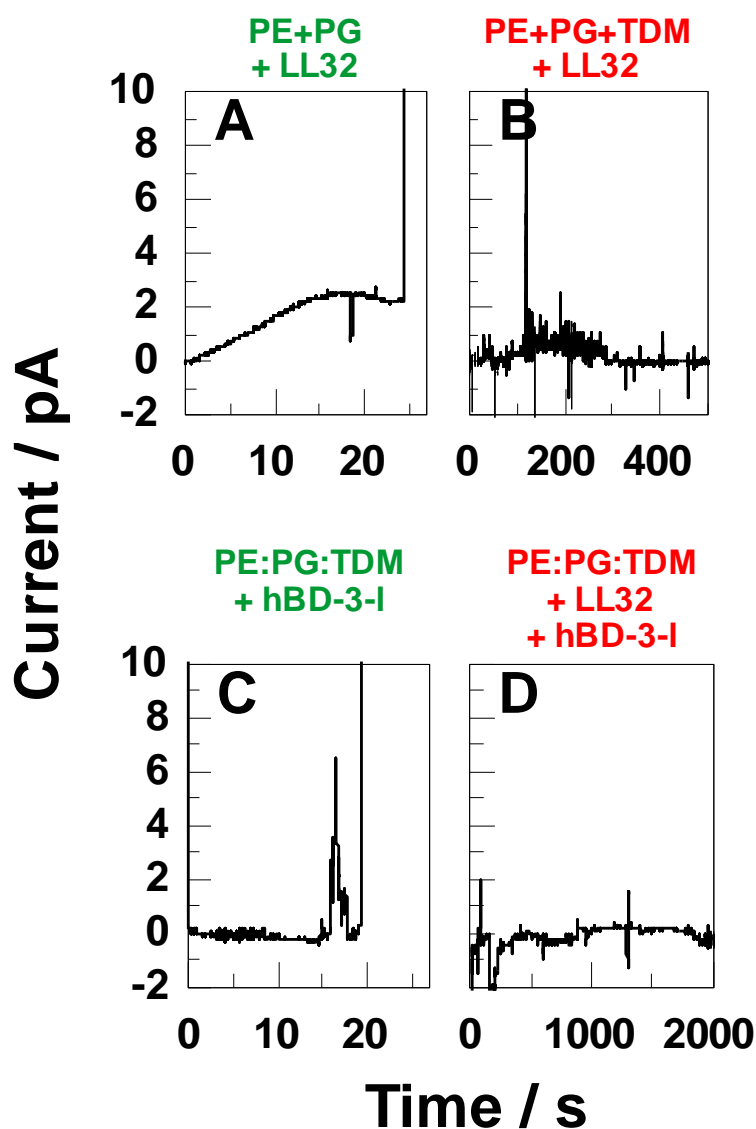 PE+PG
+ LL32
PE+PG+TDM
+ LL32
10
8
6
4
2
0
-2
A
B
0 10 20
0 200 400
Current / pA
PE:PG:TDM
+ hBD-3-l
PE:PG:TDM
+ LL32
+ hBD-3-l
10
8
6
4
2
0
-2
C
D
0 10 20
0 1000 2000
Time / s